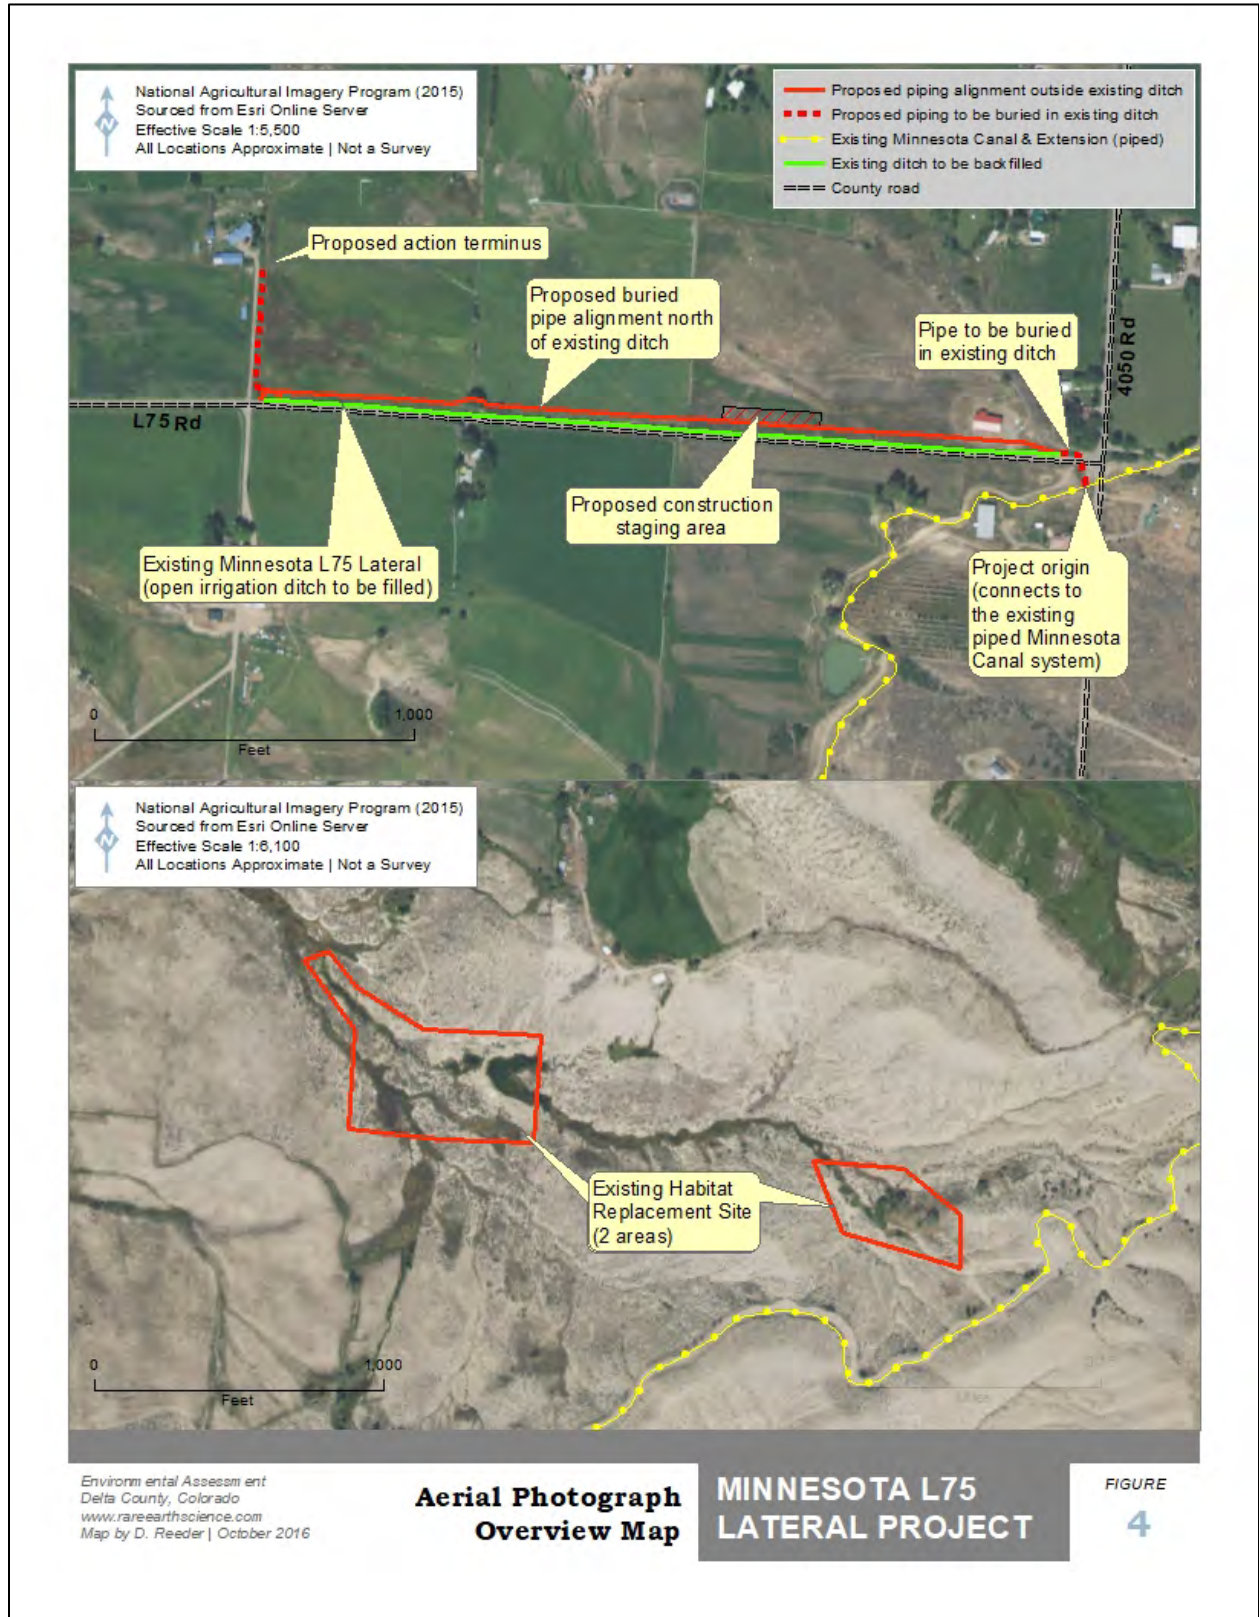 National Agricultural Imagery Program (2015)
Sourced from Esri Online Server
Effective Scale 1:5,500
All Locations Approximate | Not a Survey
N
Proposed piping alignment outside existing ditch
Proposed piping to be buried in existing ditch
Existing Minnesota Canal & Extension (piped)
Existing ditch to be backfilled
County road
Proposed action terminus
Proposed buried
pipe alignment north
of existing ditch
Pipe to be buried
in existing ditch
4050 Rd
L75 Rd
Proposed construction
staging area
Existing Minnesota L75 Lateral
(open irrigation ditch to be filled)
Project origin
(connects to
the existing
piped Minnesota
Canal system)
0 1,000
Feet
National Agricultural Imagery Program (2015)
Sourced from Esri Online Server
Effective Scale 1:6,100
All Locations Approximate | Not a Survey
N
Existing Habitat
Replacement Site
(2 areas)
0 1,000
Feet
Environmental Assessment
Delta County, Colorado
www.rareearthscience.com
Map by D. Reeder | October 2016
Aerial Photograph
Overview Map
MINNESOTA L75
LATERAL PROJECT
FIGURE
4